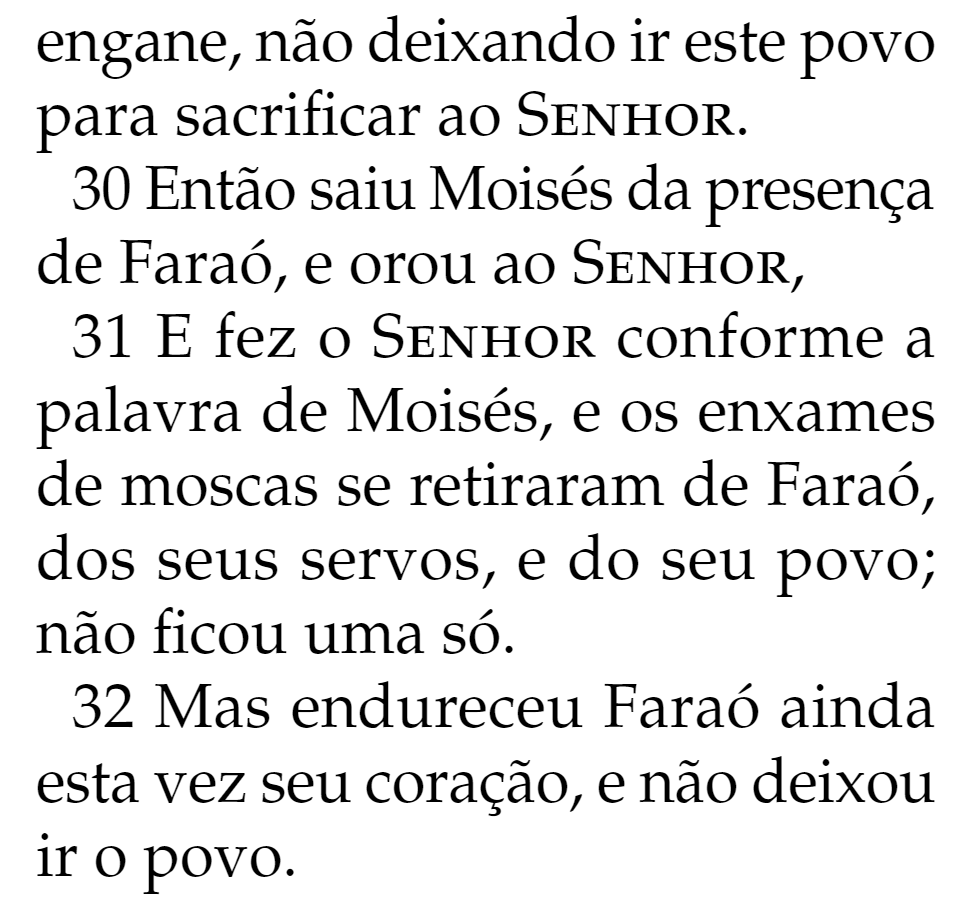 engane, não deixando ir este povo
para sacrificar ao SENHOR.
30 Então saiu Moisés da presença
de Faraó, e orou ao SENHOR,
31 E fez o SENHOR conforme a
palavra de Moisés, e os enxames
de moscas se retiraram de Faraó,
dos seus servos, e do seu povo;
não ficou uma só.
32 Mas endureceu Faraó ainda
esta vez seu coração, e não deixou
ir o povo.